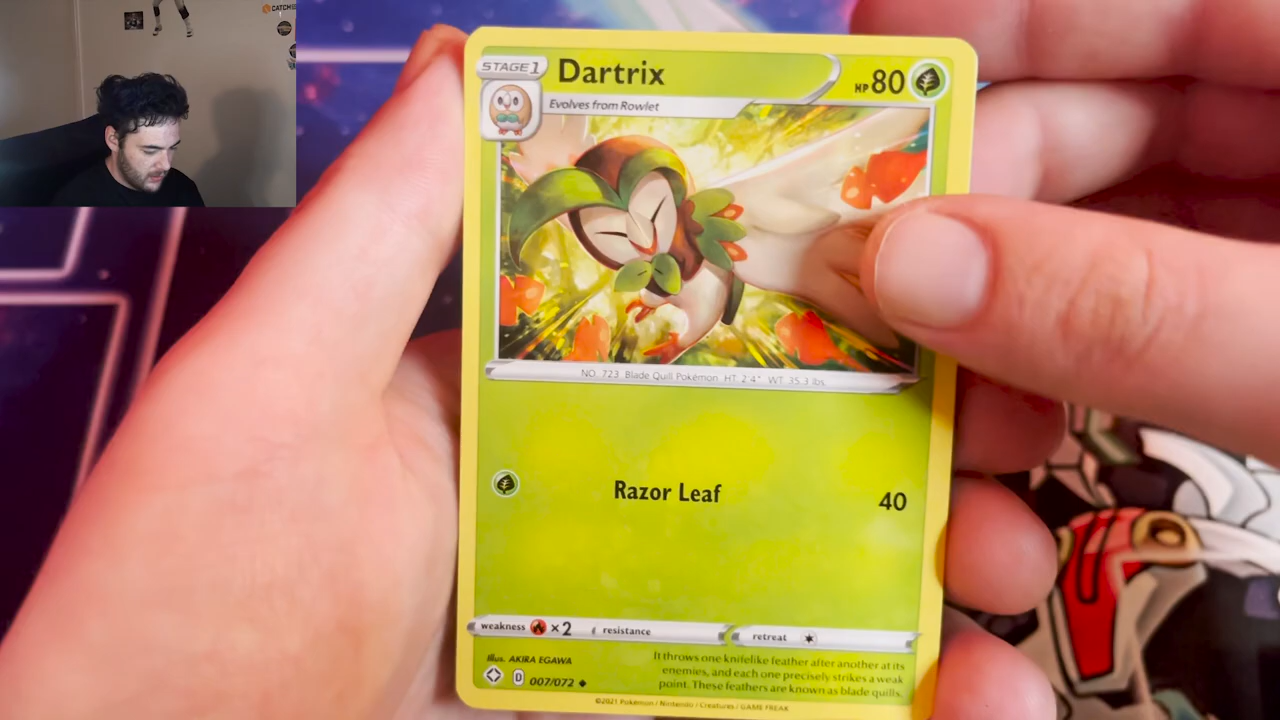 CATCH
STAGE 1
Dartrix
HP 80
Evolves from Rowlet
NO. 723 Blade Quill Pokémon HT: 2'4" WT: 35.3 lbs.
Razor Leaf 40
weakness ×2 resistance retreat
Illus. AKIRA EGAWA
D 007/072
It throws one knifelike feather after another at its
enemies, and each one precisely strikes a weak
point. These feathers are known as blade quills.
©2021 Pokémon / Nintendo / Creatures / GAME FREAK